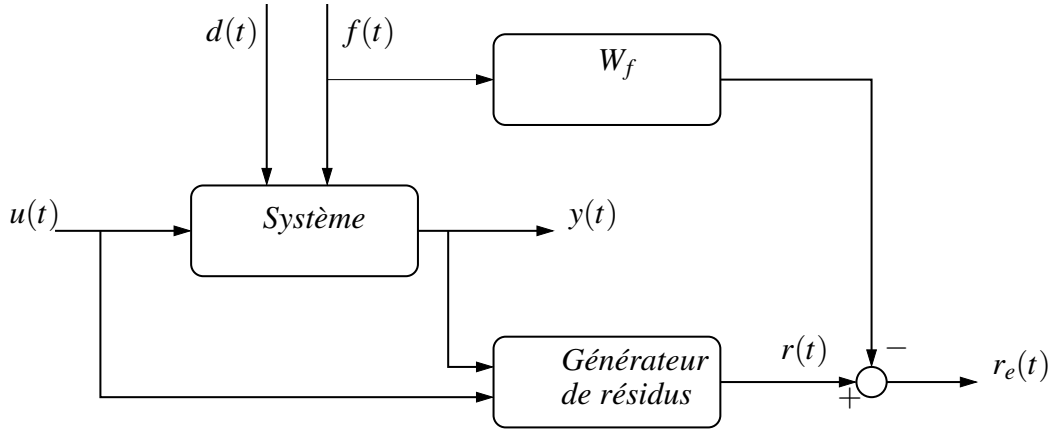 d(t)
f(t)
W_f
u(t)
Système
y(t)
Générateur
de résidus
r(t)
−
+
r_e(t)